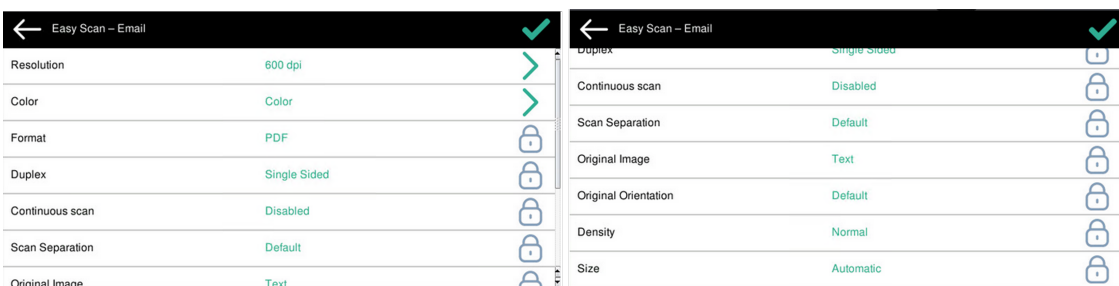 Easy Scan – Email
Resolution 600 dpi
Color Color
Format PDF
Duplex Single Sided
Continuous scan Disabled
Scan Separation Default
Original Image Text
Easy Scan – Email
Duplex Single Sided
Continuous scan Disabled
Scan Separation Default
Original Image Text
Original Orientation Default
Density Normal
Size Automatic